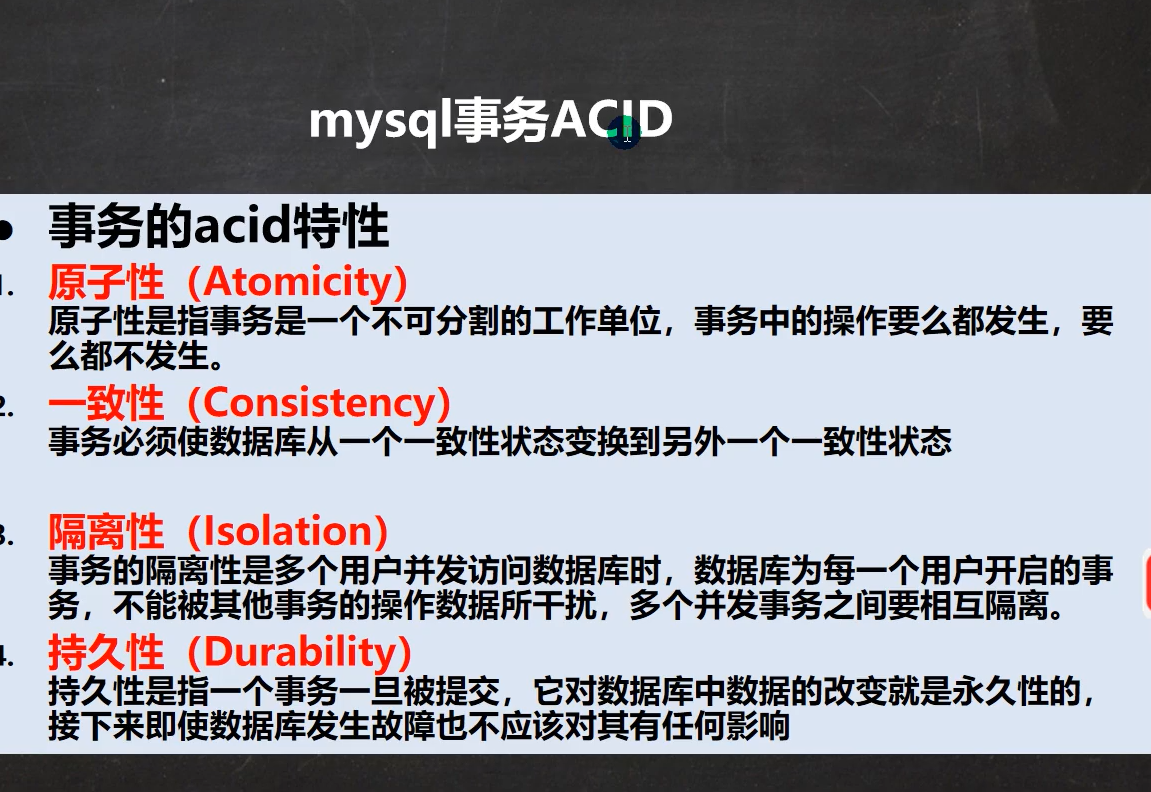 mysql事务ACID
● 事务的acid特性
1. 原子性（Atomicity）
原子性是指事务是一个不可分割的工作单位，事务中的操作要么都发生，要
么都不发生。
2. 一致性（Consistency）
事务必须使数据库从一个一致性状态变换到另外一个一致性状态
3. 隔离性（Isolation）
事务的隔离性是多个用户并发访问数据库时，数据库为每一个用户开启的事
务，不能被其他事务的操作数据所干扰，多个并发事务之间要相互隔离。
4. 持久性（Durability）
持久性是指一个事务一旦被提交，它对数据库中数据的改变就是永久性的，
接下来即使数据库发生故障也不应该对其有任何影响